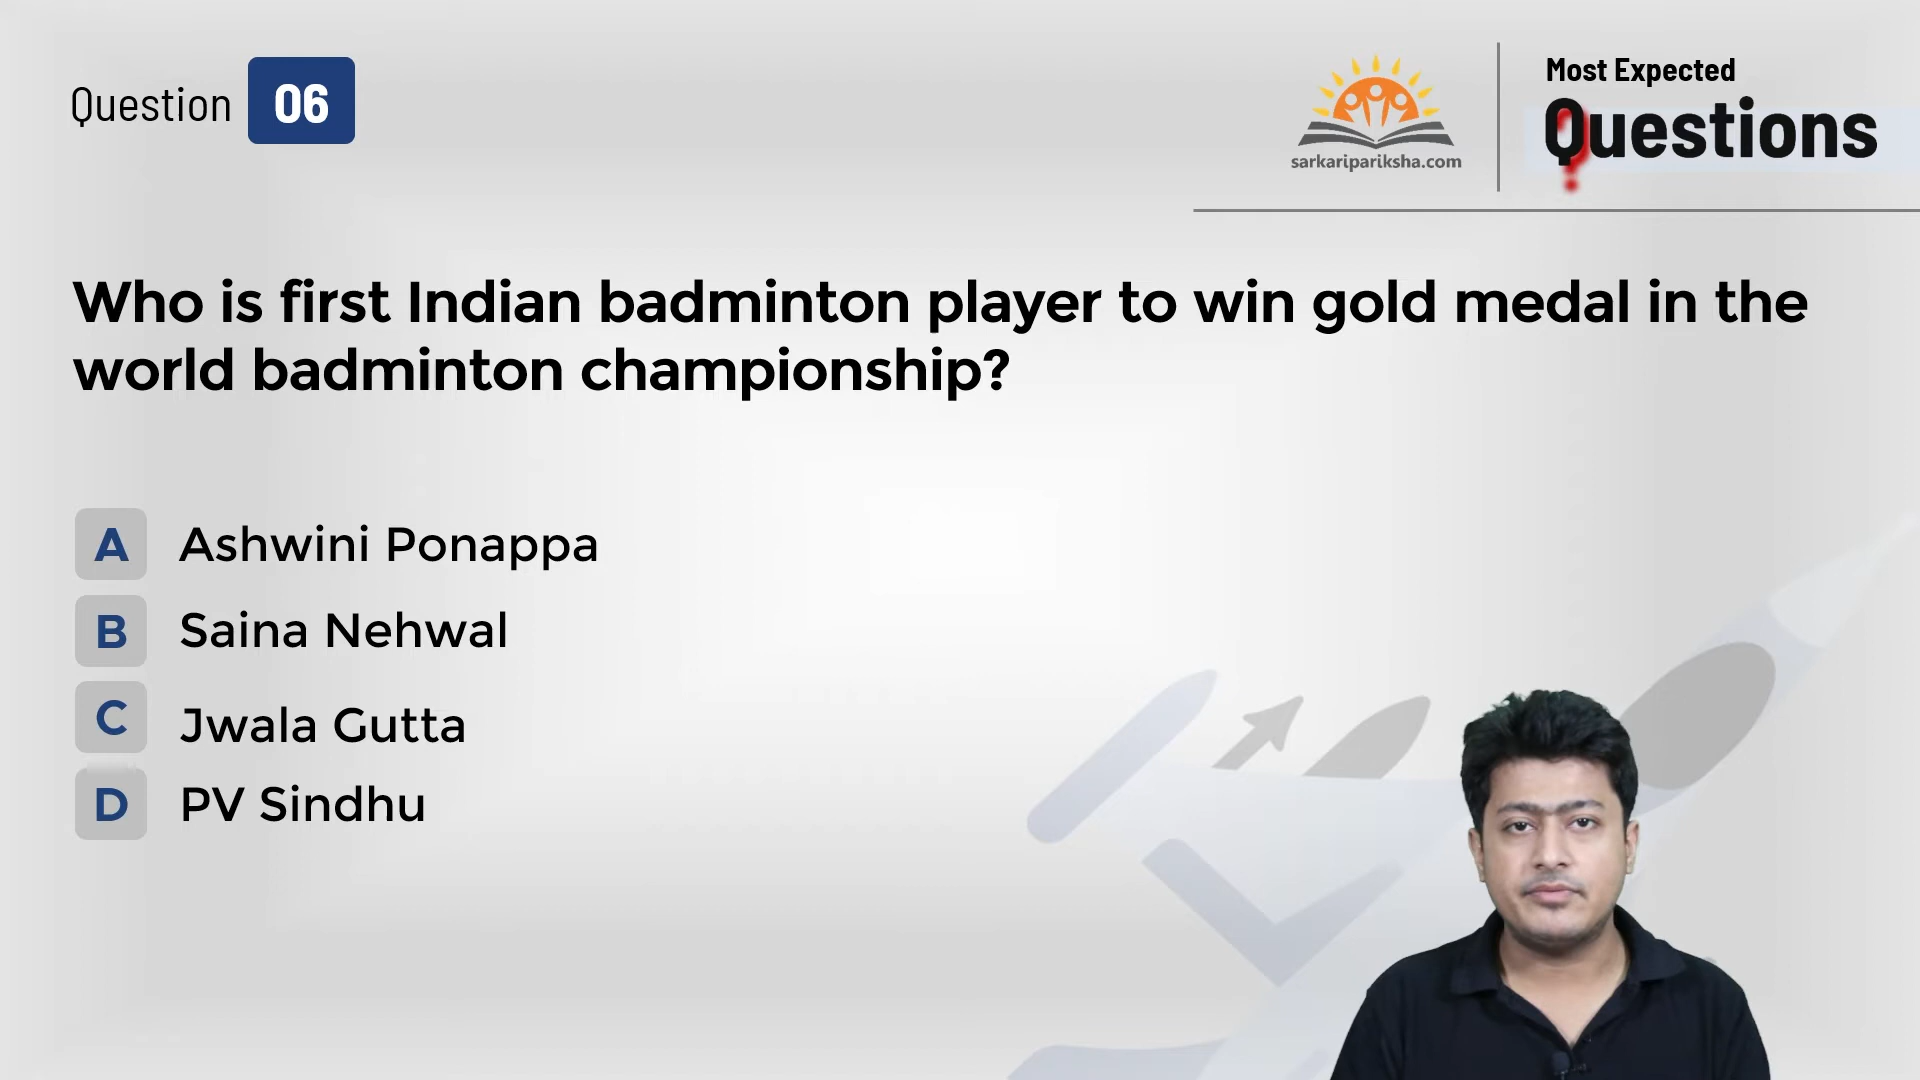 Question 06
sarkaripariksha.com
Most Expected
Questions
Who is first Indian badminton player to win gold medal in the
world badminton championship?
A Ashwini Ponappa
B Saina Nehwal
C Jwala Gutta
D PV Sindhu